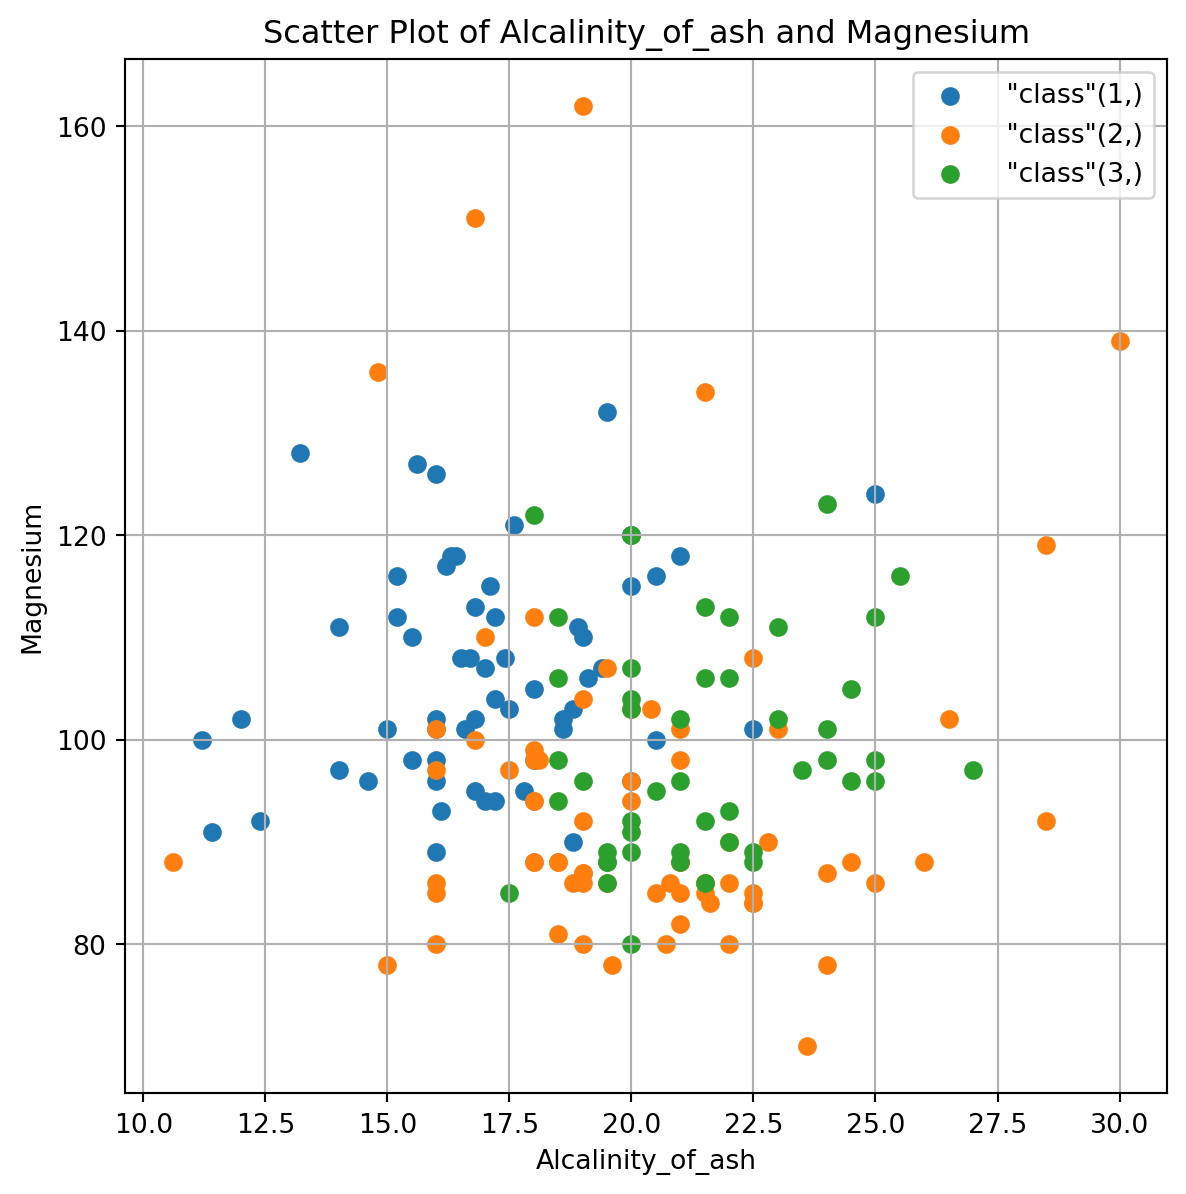 Scatter Plot of Alcalinity_of_ash and Magnesium
"class"(1,)
"class"(2,)
"class"(3,)
160
140
120
100
80
Magnesium
10.0 12.5 15.0 17.5 20.0 22.5 25.0 27.5 30.0
Alcalinity_of_ash